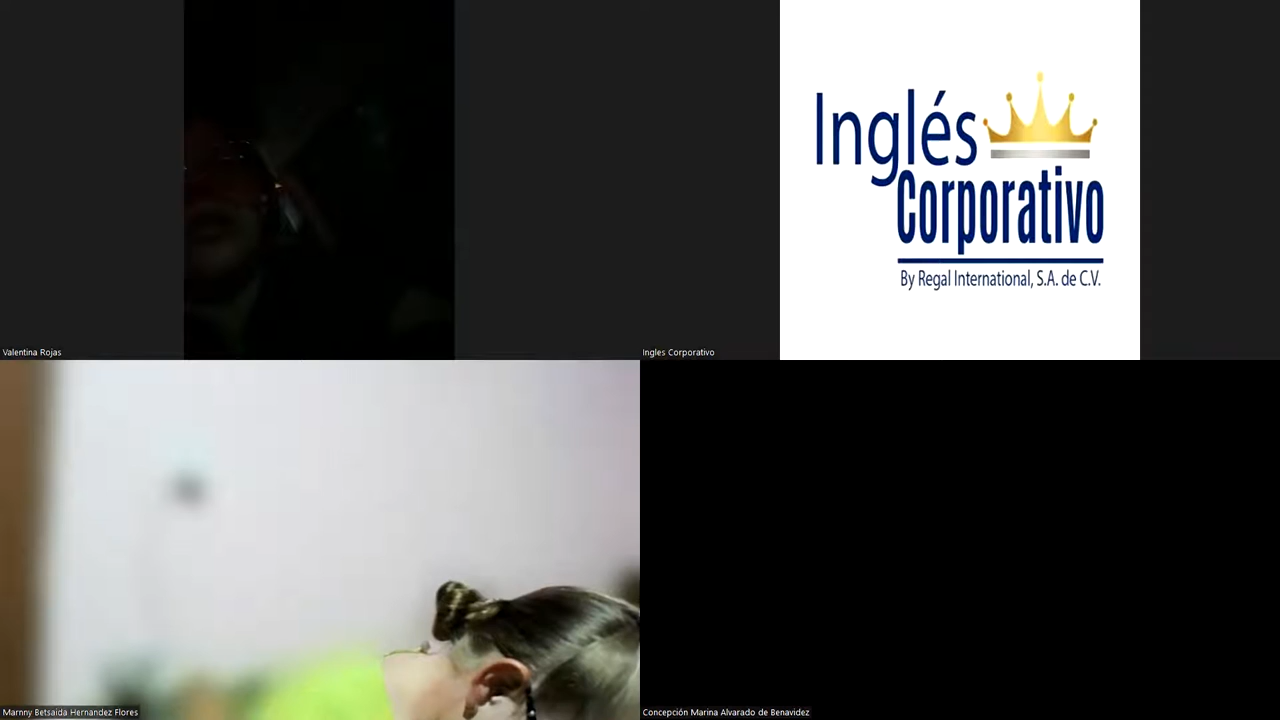 Inglés
Corporativo
By Regal International, S.A. de C.V.
Valentina Rojas
Ingles Corporativo
Marnny Betsaida Hernandez Flores
Concepción Marina Alvarado de Benavidez